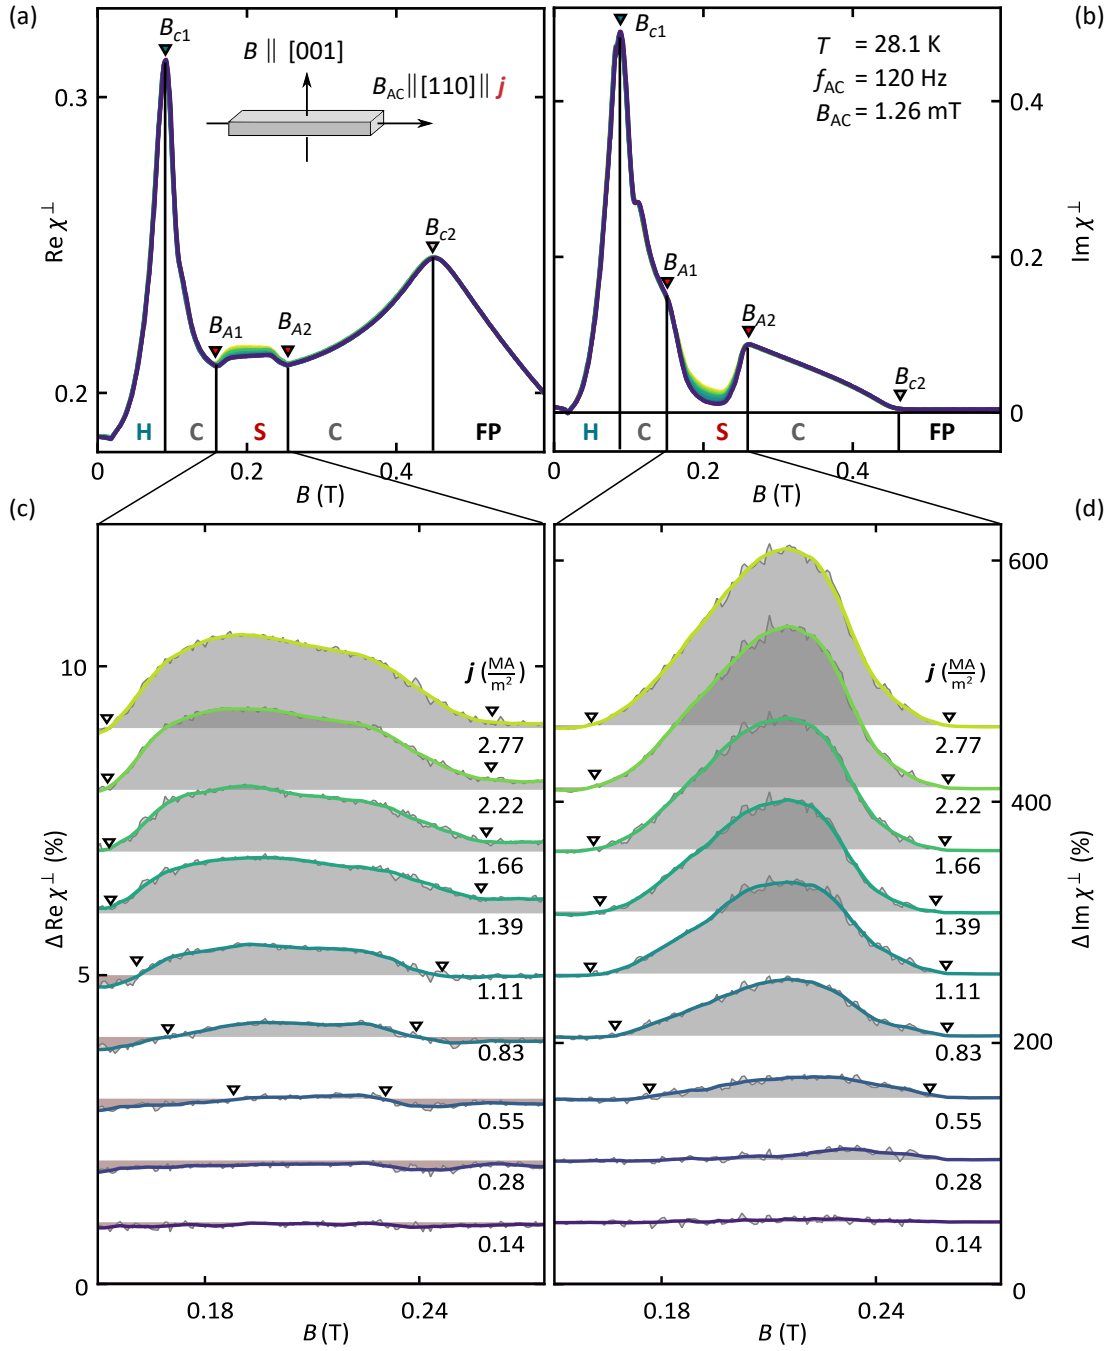 (a)
B_c1
B ∥ [001]
B_AC∥[110]∥ j
0.3
Re χ^⊥
B_c2
B_A1
B_A2
0.2
H C S C FP
0 0.2 0.4
B (T)
(b)
B_c1
T = 28.1 K
f_AC = 120 Hz
B_AC = 1.26 mT
0.4
Im χ^⊥
B_A1
0.2
B_A2
B_c2
0
H C S C FP
0 0.2 0.4
B (T)
(c)
10
j (MA/m²)
2.77
2.22
1.66
1.39
1.11
0.83
0.55
0.28
0.14
Δ Re χ^⊥ (%)
5
0
0.18 0.24
B (T)
(d)
600
j (MA/m²)
2.77
2.22
400
1.66
1.39
1.11
0.83
200
0.55
0.28
0.14
0
Δ Im χ^⊥ (%)
0.18 0.24
B (T)